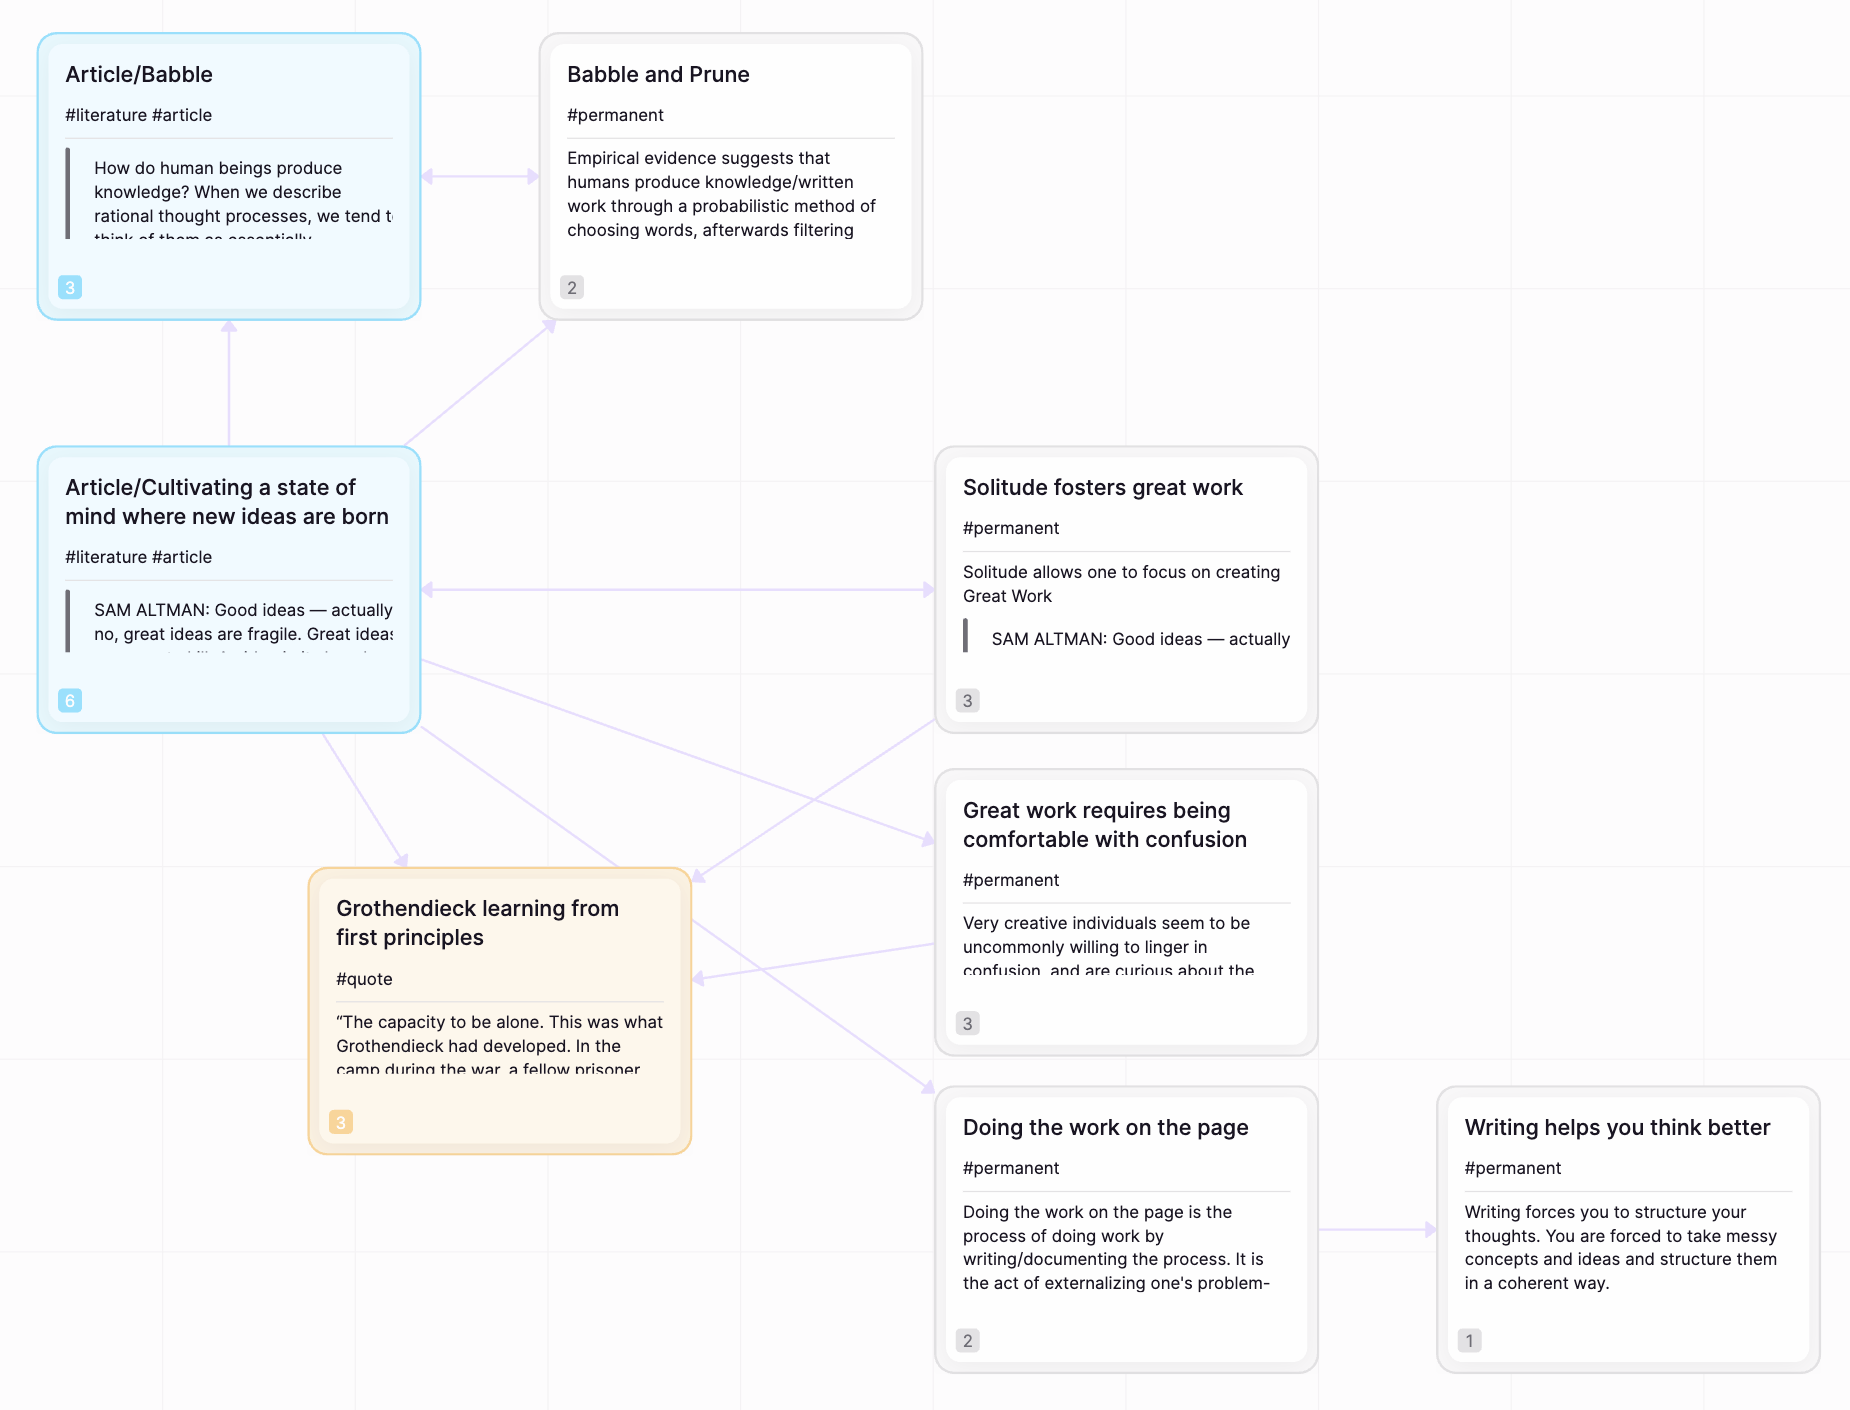 Article/Babble
#literature #article
How do human beings produce
knowledge? When we describe
rational thought processes, we tend
think of them as essentially
3
Babble and Prune
#permanent
Empirical evidence suggests that
humans produce knowledge/written
work through a probabilistic method of
choosing words, afterwards filtering
2
Article/Cultivating a state of
mind where new ideas are born
#literature #article
SAM ALTMAN: Good ideas — actually
no, great ideas are fragile. Great ideas
6
Solitude fosters great work
#permanent
Solitude allows one to focus on creating
Great Work
SAM ALTMAN: Good ideas — actually
3
Great work requires being
comfortable with confusion
#permanent
Very creative individuals seem to be
uncommonly willing to linger in
confusion, and are curious about the
3
Grothendieck learning from
first principles
#quote
“The capacity to be alone. This was what
Grothendieck had developed. In the
camp during the war, a fellow prisoner
3
Doing the work on the page
#permanent
Doing the work on the page is the
process of doing work by
writing/documenting the process. It is
the act of externalizing one's problem-
2
Writing helps you think better
#permanent
Writing forces you to structure your
thoughts. You are forced to take messy
concepts and ideas and structure them
in a coherent way.
1